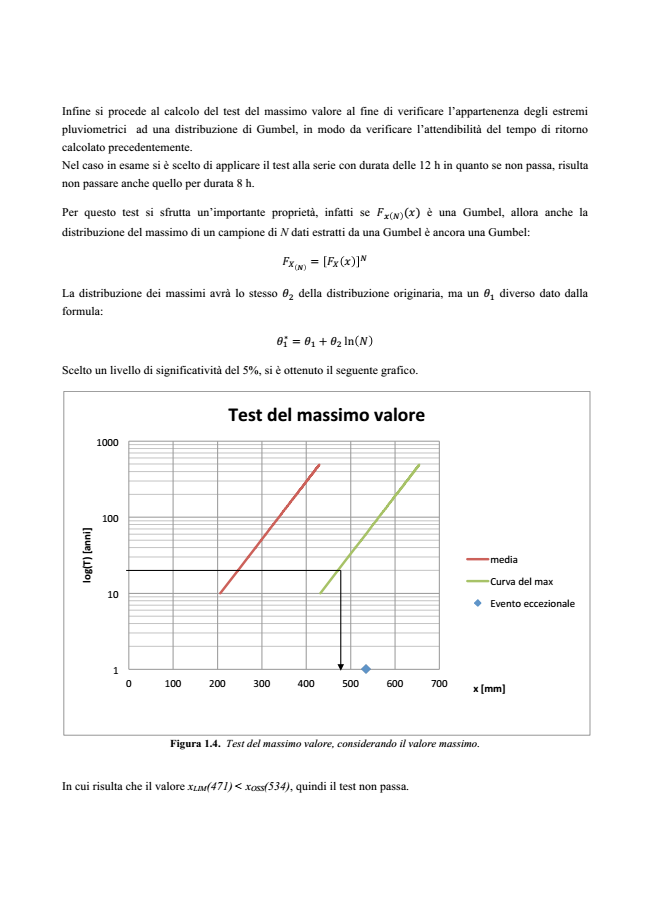 Infine si procede al calcolo del test del massimo valore al fine di verificare l'appartenenza degli estremi
pluviometrici ad una distribuzione di Gumbel, in modo da verificare l'attendibilità del tempo di ritorno
calcolato precedentemente.
Nel caso in esame si è scelto di applicare il test alla serie con durata delle 12 h in quanto se non passa, risulta
non passare anche quello per durata 8 h.
Per questo test si sfrutta un'importante proprietà, infatti se F_{x(N)}(x) è una Gumbel, allora anche la
distribuzione del massimo di un campione di N dati estratti da una Gumbel è ancora una Gumbel:
F_{X_{(N)}} = [F_X(x)]^N
La distribuzione dei massimi avrà lo stesso θ₂ della distribuzione originaria, ma un θ₁ diverso dato dalla
formula:
θ₁* = θ₁ + θ₂ ln(N)
Scelto un livello di significatività del 5%, si è ottenuto il seguente grafico.
Test del massimo valore
1000
100
10
1
log(T) [anni]
0 100 200 300 400 500 600 700
x [mm]
media
Curva del max
Evento eccezionale
Figura 1.4. Test del massimo valore, considerando il valore massimo.
In cui risulta che il valore x_{LIM}(471) < x_{OSS}(534), quindi il test non passa.